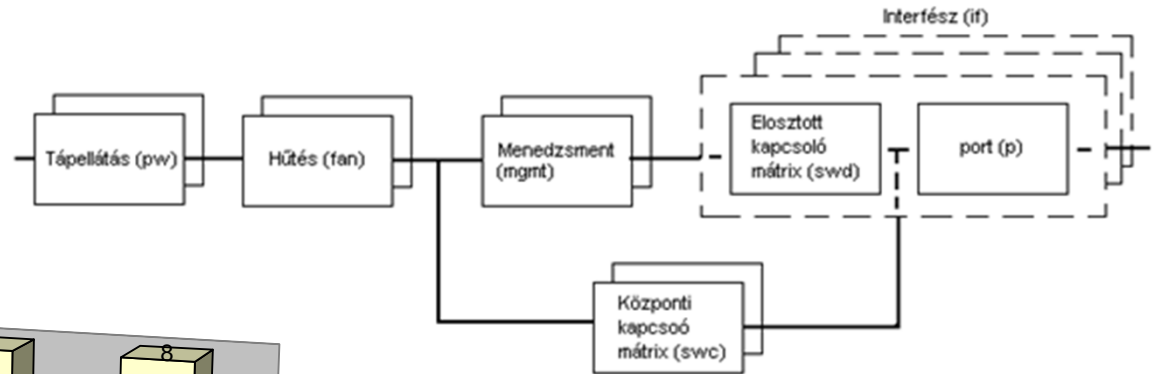 Interfész (if)
Tápellátás (pw)
Hűtés (fan)
Menedzsment
(mgmt)
Elosztott
kapcsoló
mátrix (swd)
port (p)
Központi
kapcsoó
mátrix (swc)
8